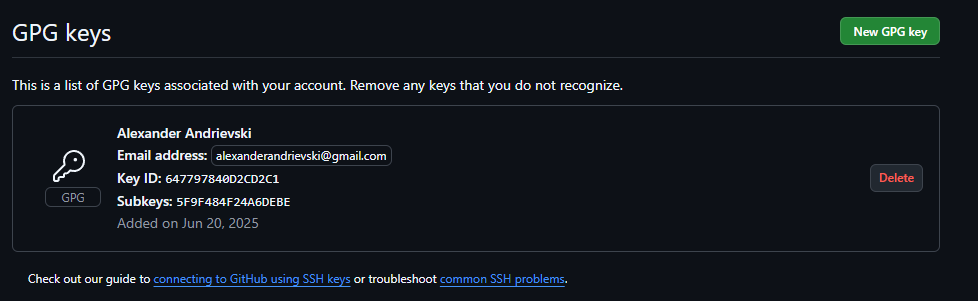 GPG keys
New GPG key
This is a list of GPG keys associated with your account. Remove any keys that you do not recognize.
Alexander Andrievski
Email address: alexanderandrievski@gmail.com
Key ID: 647797840D2CD2C1
Subkeys: 5F9F484F24A6DEBE
Added on Jun 20, 2025
GPG
Delete
Check out our guide to connecting to GitHub using SSH keys or troubleshoot common SSH problems.